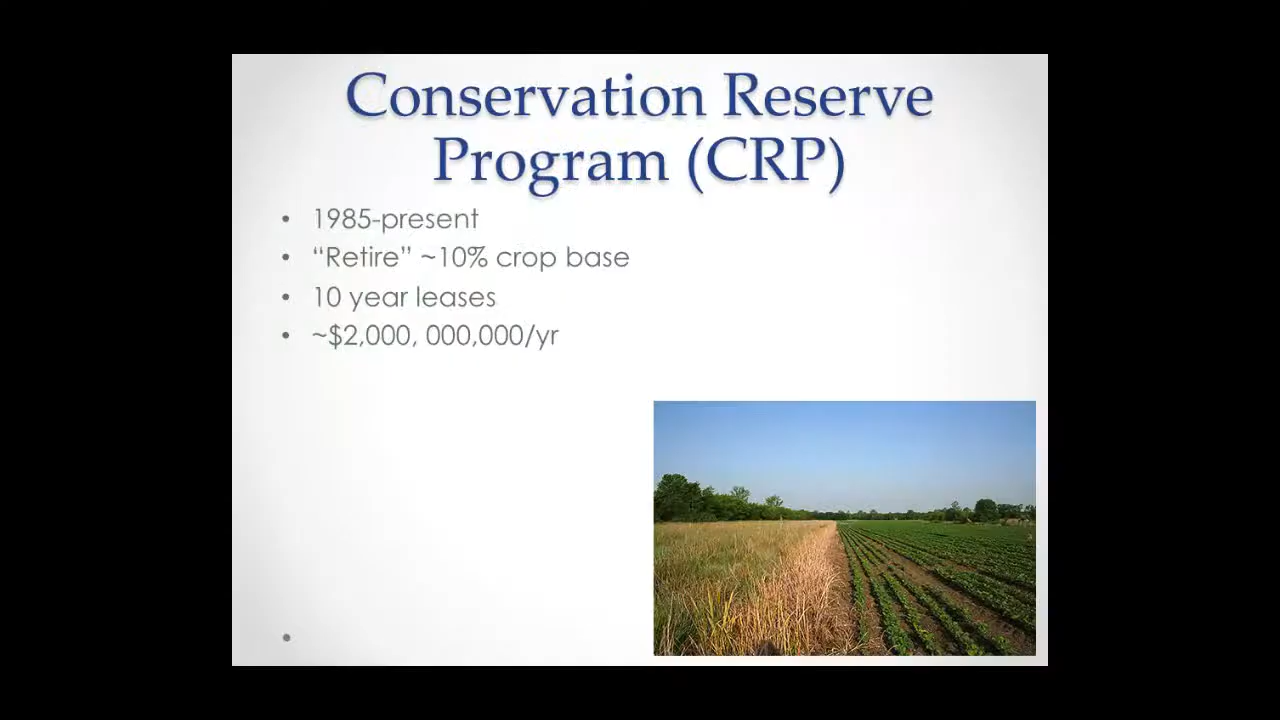 Conservation Reserve
Program (CRP)
• 1985-present
• “Retire” ~10% crop base
• 10 year leases
• ~$2,000, 000,000/yr
•